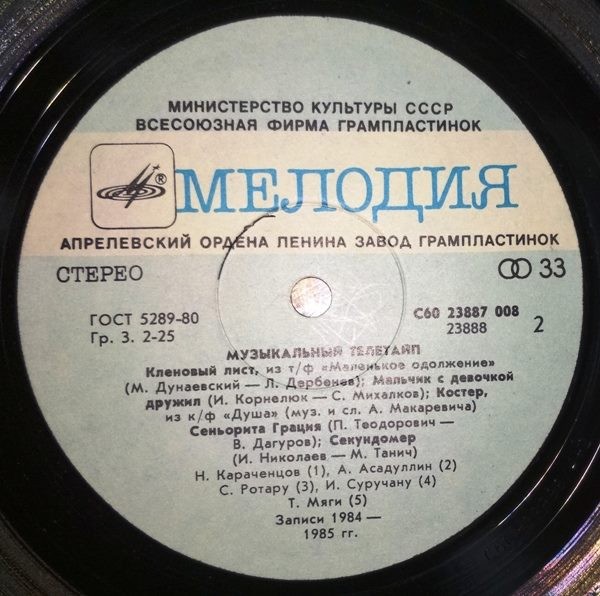 МИНИСТЕРСТВО КУЛЬТУРЫ СССР
ВСЕСОЮЗНАЯ ФИРМА ГРАМПЛАСТИНОК
® МЕЛОДИЯ
АПРЕЛЕВСКИЙ ОРДЕНА ЛЕНИНА ЗАВОД ГРАМПЛАСТИНОК
СТЕРЕО 33
ГОСТ 5289-80 С60 23887 008
Гр. 3. 2-25 23888 2
МУЗЫКАЛЬНЫЙ ТЕЛЕТАЙП
Кленовый лист, из т/ф «Маленькое одолжение»
(М. Дунаевский — Л. Дербенев); Мальчик с девочкой
дружил (И. Корнелюк — С. Михалков); Костер,
из к/ф «Душа» (муз. и сл. А. Макаревича)
Сеньорита Грация (П. Теодорович —
В. Дагуров); Секундомер
(И. Николаев — М. Танич)
Н. Караченцов (1), А. Асадуллин (2)
С. Ротару (3), И. Суручану (4)
Т. Мяги (5)
Записи 1984 —
1985 гг.